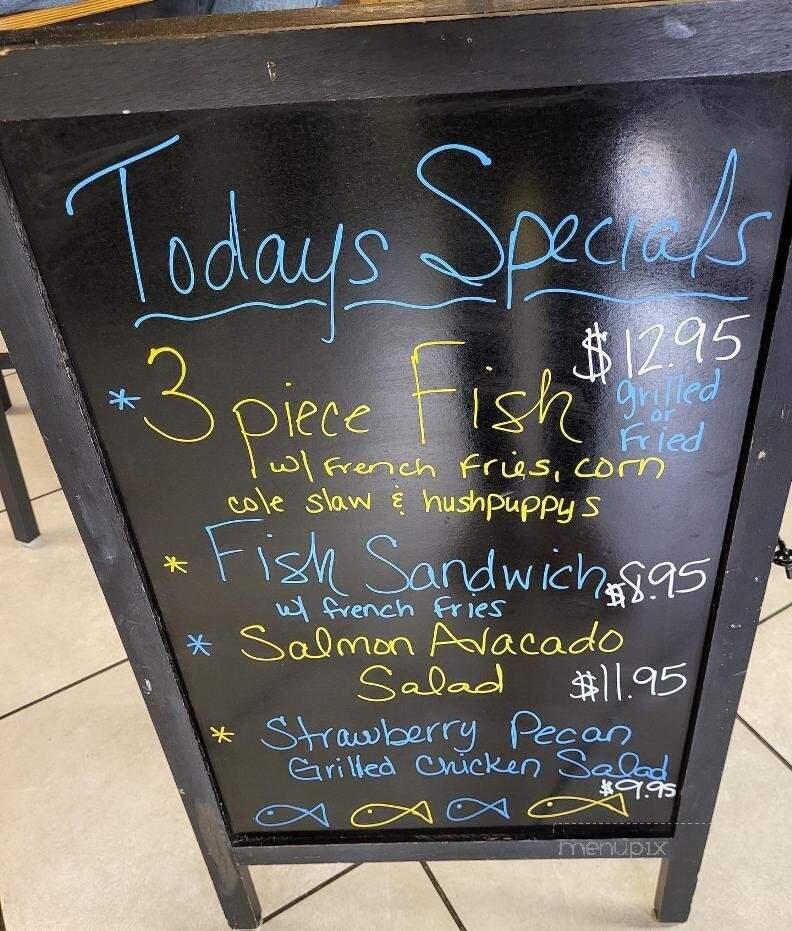 Todays Specials
$12.95
* 3 piece Fish
grilled
or
Fried
w/ French Fries, corn
cole slaw & hushpuppys
* Fish Sandwich $8.95
w/ french fries
* Salmon Avacado
Salad $11.95
* Strawberry Pecan
Grilled Chicken Salad
$9.95
menupix